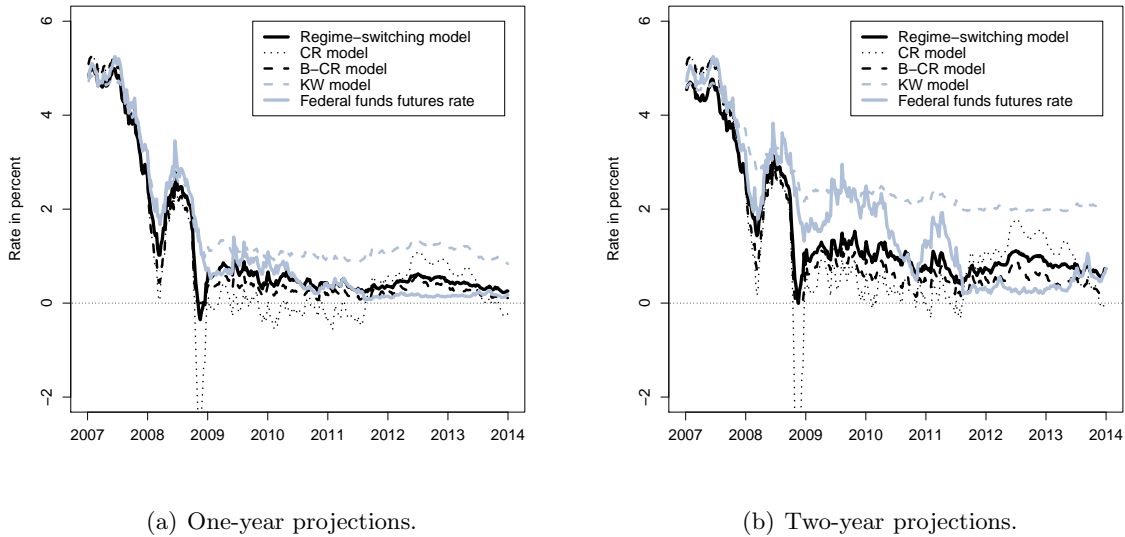 6
4
2
0
−2
Rate in percent
2007 2008 2009 2010 2011 2012 2013 2014
Regime−switching model
CR model
B−CR model
KW model
Federal funds futures rate
(a) One-year projections.
6
4
2
0
−2
Rate in percent
2007 2008 2009 2010 2011 2012 2013 2014
Regime−switching model
CR model
B−CR model
KW model
Federal funds futures rate
(b) Two-year projections.